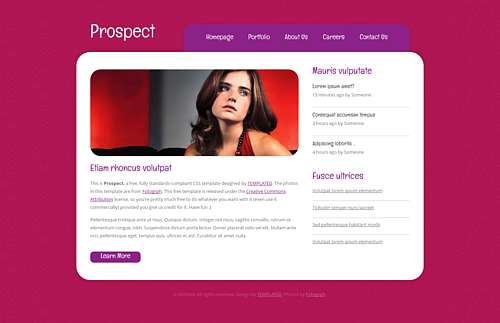 Prospect
Homepage Portfolio About Us Careers Contact Us
Etiam rhoncus volutpat
This is Prospect, a free, fully standards-compliant CSS template designed by TEMPLATED. The photos
in this template are from Fotogrph. This free template is released under the Creative Commons
Attribution license, so you're pretty much free to do whatever you want with it (even use it
commercially) provided you give us credit for it. Have fun :)
Pellentesque tristique ante ut risus. Quisque dictum. Integer nisl risus, sagittis convallis, rutrum id,
elementum congue, nibh. Suspendisse dictum porta lectus. Donec placerat odio vel elit. Nullam ante
orci, pellentesque eget, tempus quis, ultrices in, est. Curabitur sit amet nulla.
Learn More
Mauris vulputate
Lorem ipsum amet?
15 minutes ago by Someone
Consequat accumsan tempus
3 hours ago by Someone
Adipiscing lobortis ..
4 hours ago by Someone
Fusce ultrices
Volutpat lorem ipsum elementum
Tlobutor semper nunc laoreet
Sed pellentesque habitant morbi
Volutpat lorem ipsum elementum
All rights reserved. Design by TEMPLATED. Photos by Fotogrph.